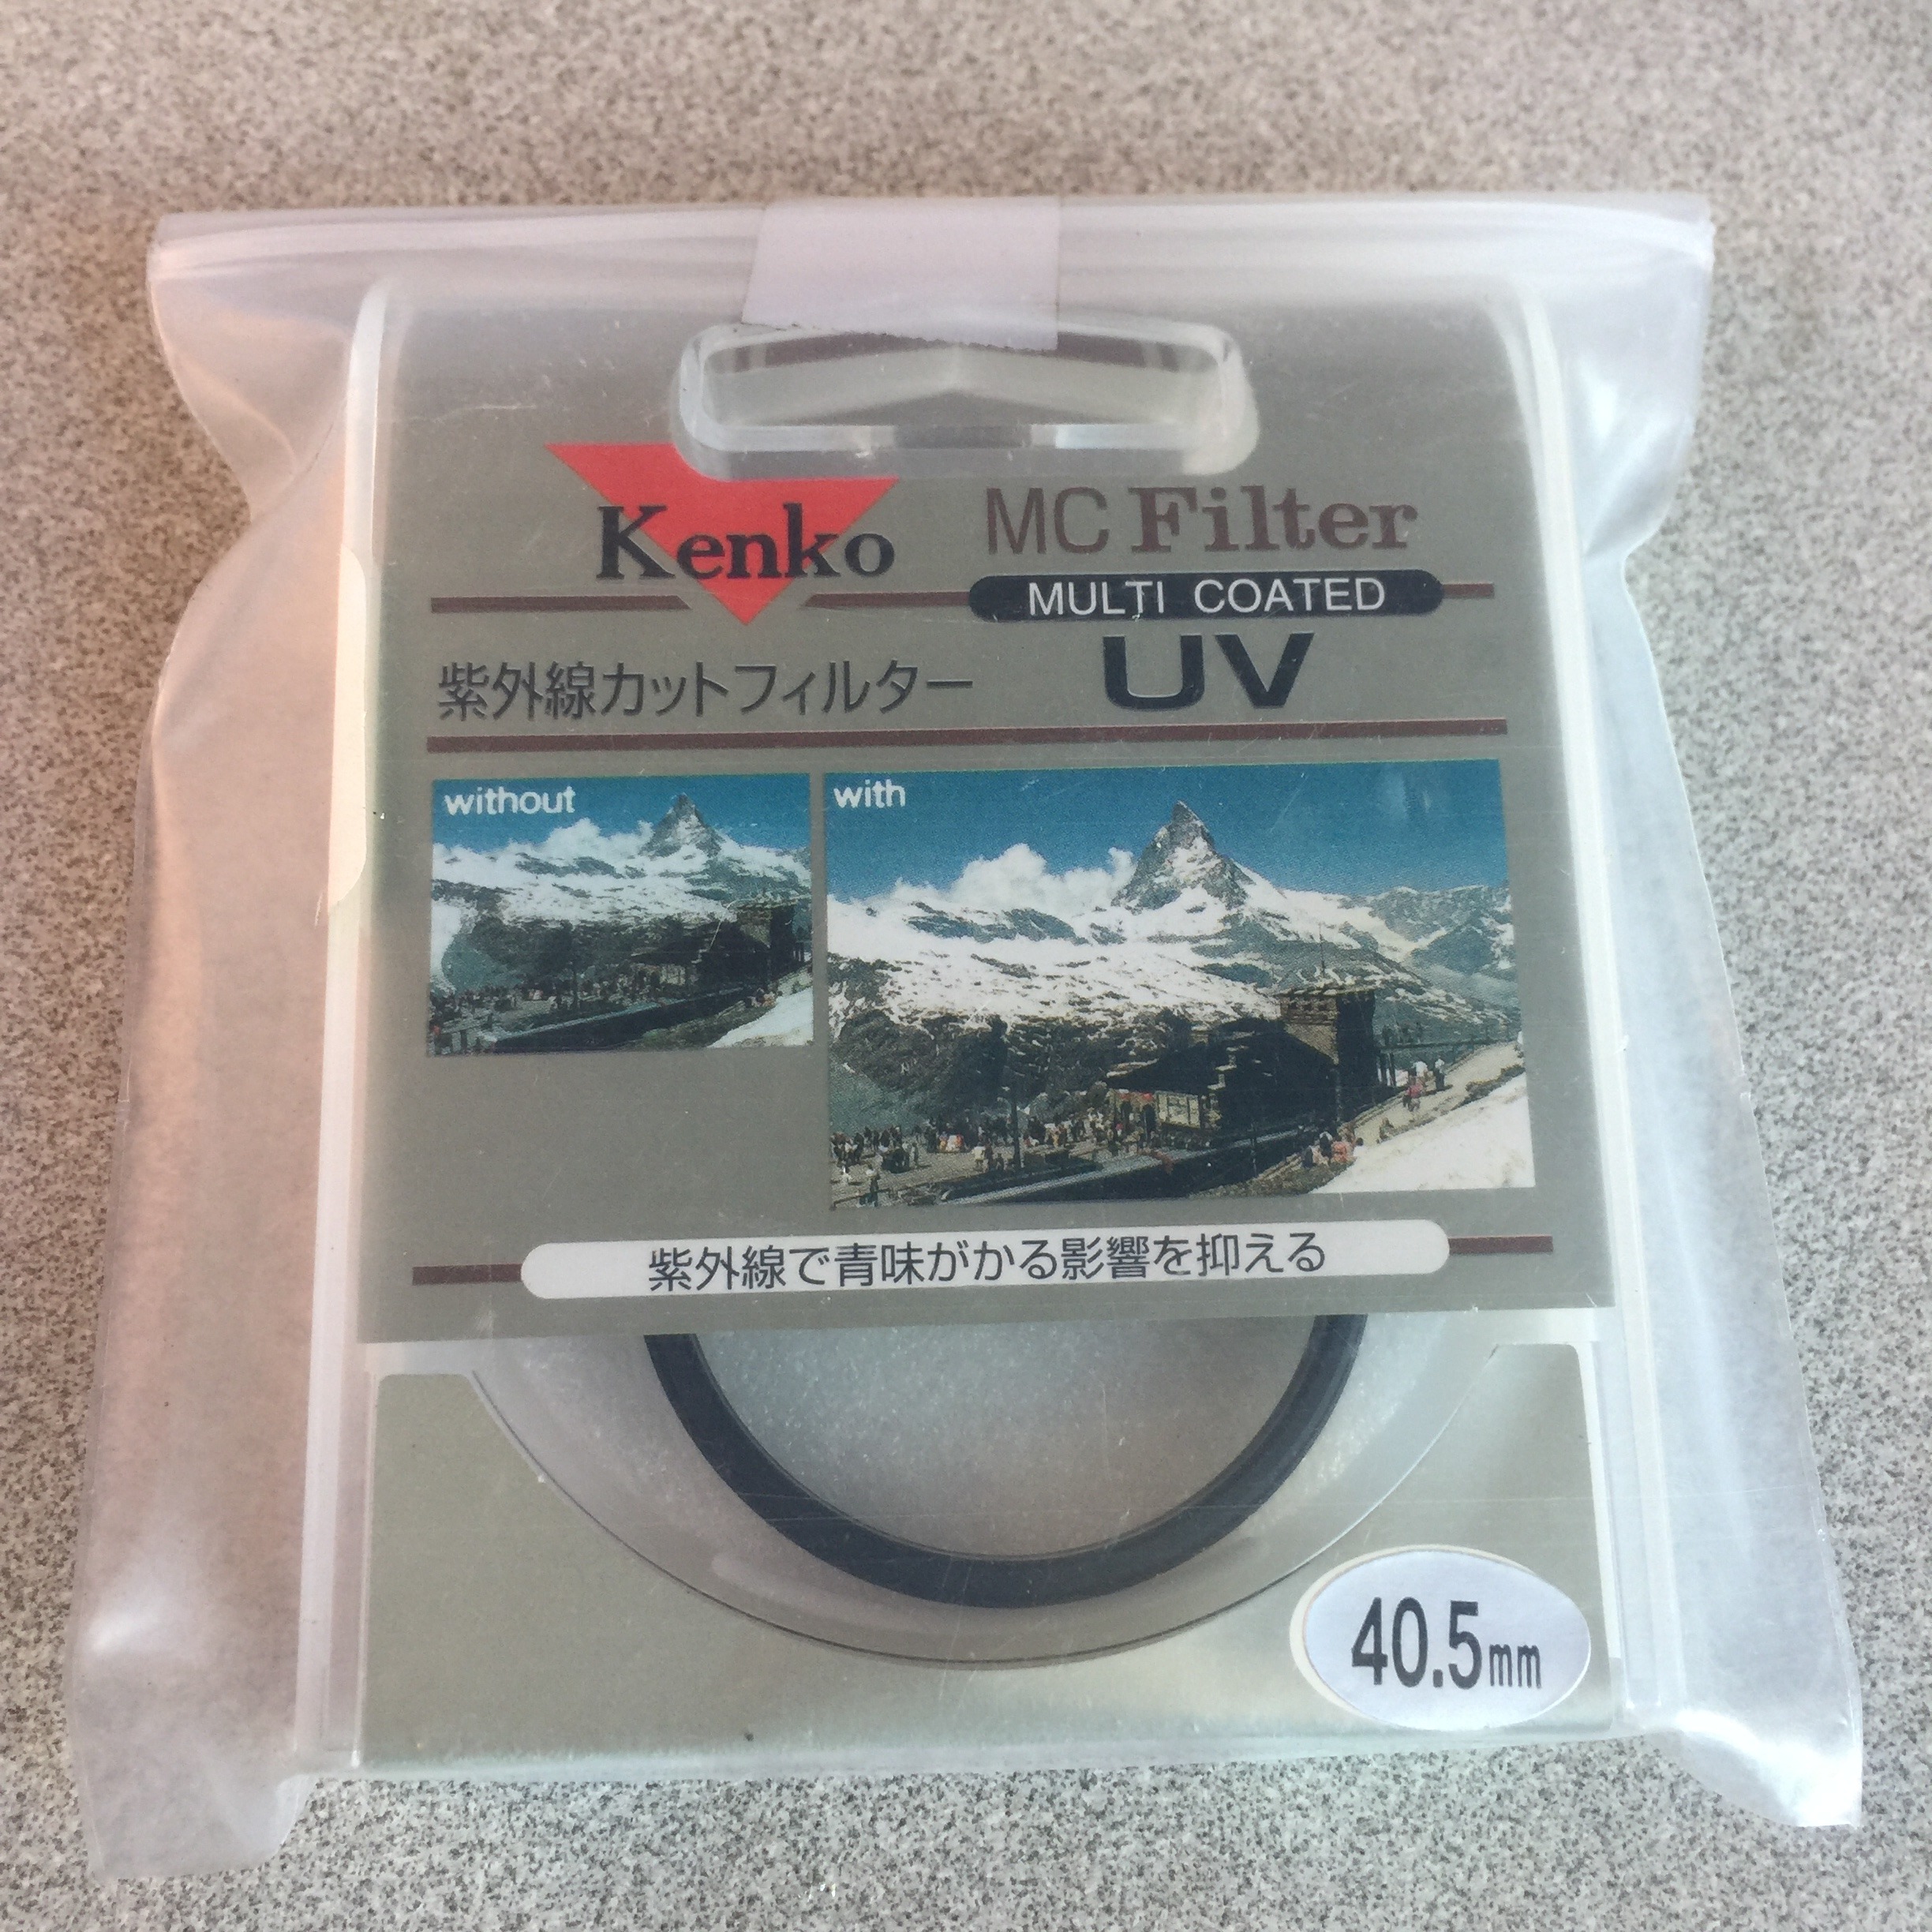 Kenko
MC Filter
MULTI COATED
紫外線カットフィルター
UV
without
with
紫外線で青味がかる影響を抑える
40.5mm